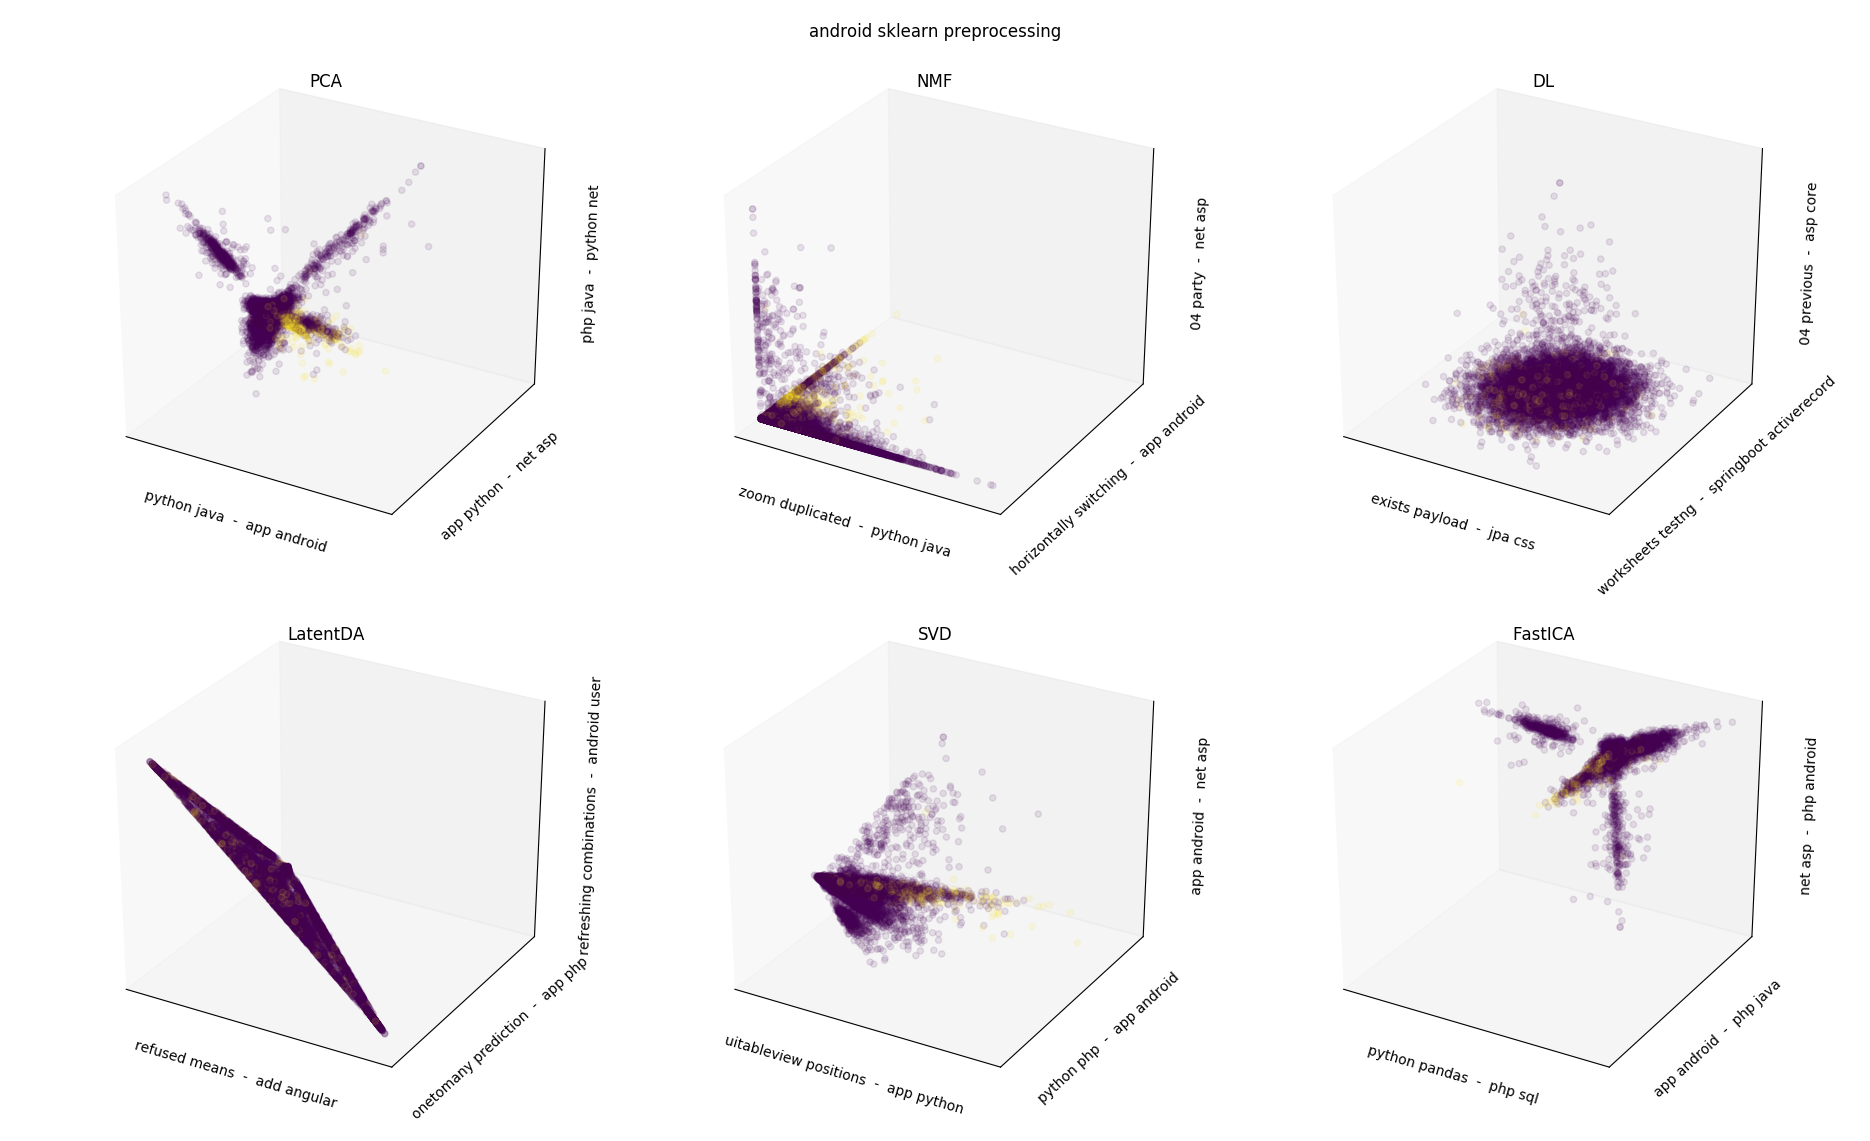 android sklearn preprocessing
PCA
php java - python net
app python - net asp
python java - app android
NMF
04 party - net asp
horizontally switching - app android
zoom duplicated - python java
DL
04 previous - asp core
worksheets testng - springboot activerecord
exists payload - jpa css
LatentDA
refreshing combinations - android user
onetomany prediction - app php
refused means - add angular
SVD
app android - net asp
python php - app android
uitableview positions - app python
FastICA
net asp - php android
app android - php java
python pandas - php sql